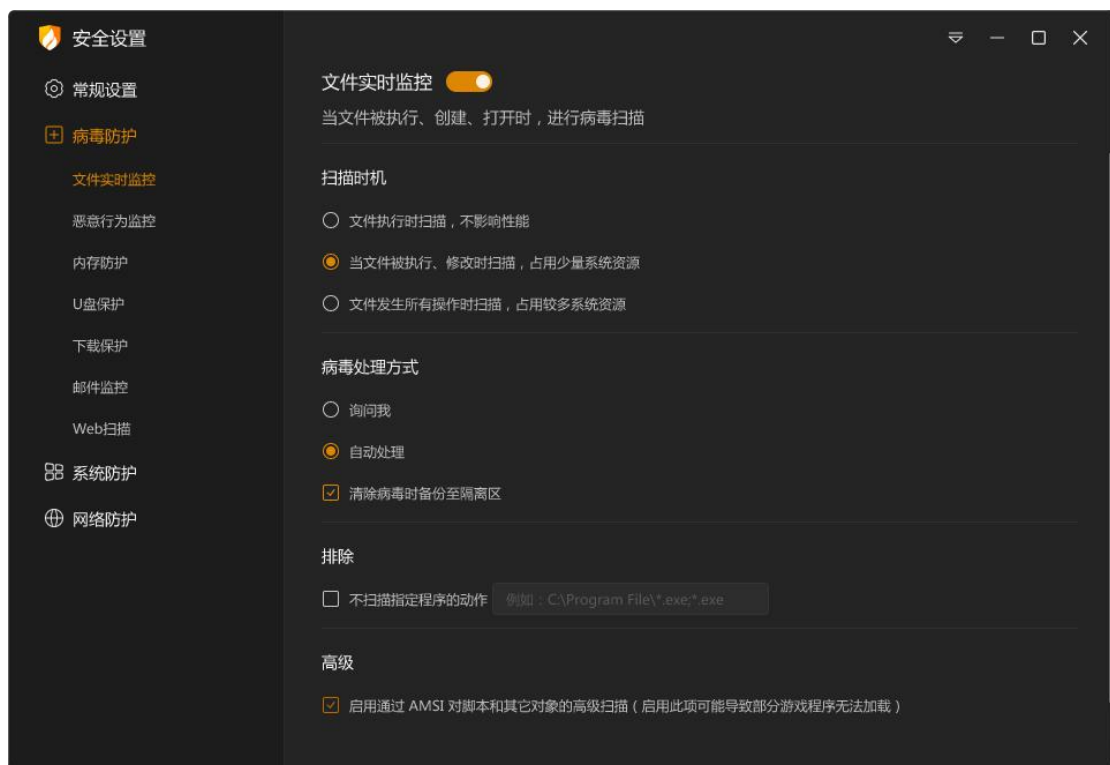 安全设置
常规设置
病毒防护
文件实时监控
恶意行为监控
内存防护
U盘保护
下载保护
邮件监控
Web扫描
系统防护
网络防护
文件实时监控
当文件被执行、创建、打开时，进行病毒扫描
扫描时机
文件执行时扫描，不影响性能
当文件被执行、修改时扫描，占用少量系统资源
文件发生所有操作时扫描，占用较多系统资源
病毒处理方式
询问我
自动处理
清除病毒时备份至隔离区
排除
不扫描指定程序的动作 例如：C:\Program File\*.exe;*.exe
高级
启用通过 AMSI 对脚本和其它对象的高级扫描（启用此项可能导致部分游戏程序无法加载）